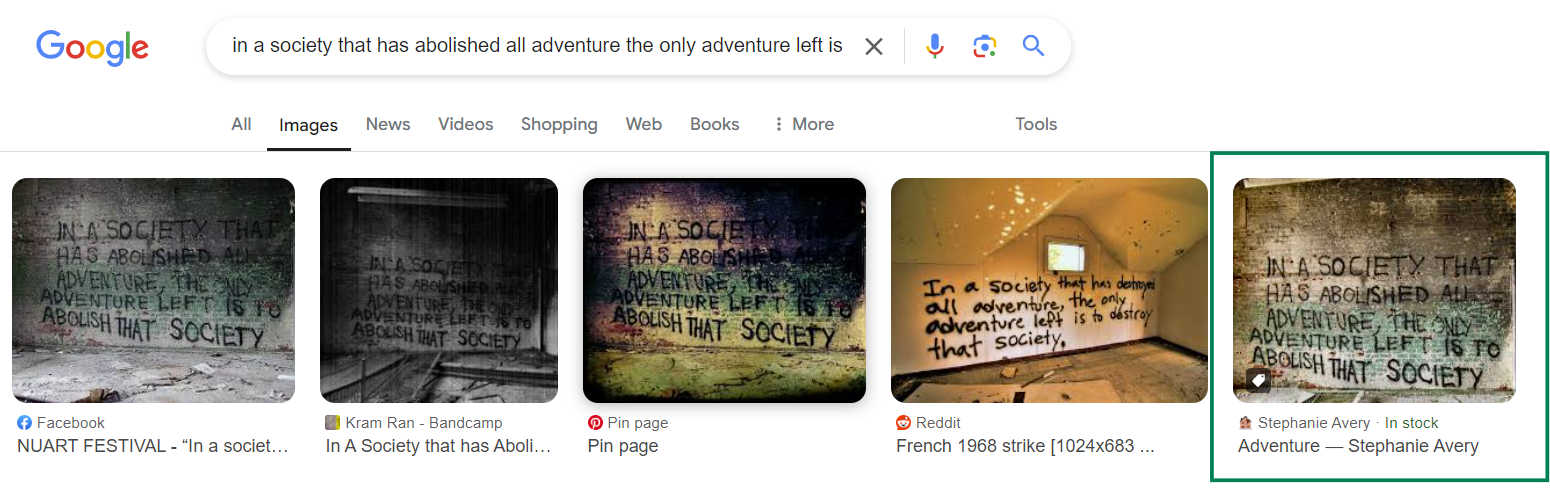 Google
in a society that has abolished all adventure the only adventure left is
All Images News Videos Shopping Web Books More Tools
IN A SOCIETY THAT
HAS ABOLISHED ALL
ADVENTURE, THE ONLY
ADVENTURE LEFT IS TO
ABOLISH THAT SOCIETY
Facebook
NUART FESTIVAL - “In a societ…
IN A SOCIETY
HAS ABOLISHED
ADVENTURE, THE ONLY
ADVENTURE LEFT IS TO
ABOLISH THAT SOCIETY
Kram Ran - Bandcamp
In A Society that has Aboli…
IN A SOCIETY
HAS ABOLISHED ALL
ADVENTURE, THE ONLY
ADVENTURE LEFT IS TO
ABOLISH THAT SOCIETY
Pin page
Pin page
In a society that has destroyed
all adventure, the only
adventure left is to destroy
that society.
Reddit
French 1968 strike [1024x683 ...
IN A SOCIETY THAT
HAS ABOLISHED ALL
ADVENTURE, THE ONLY
ADVENTURE LEFT IS TO
ABOLISH THAT SOCIETY
Stephanie Avery · In stock
Adventure — Stephanie Avery